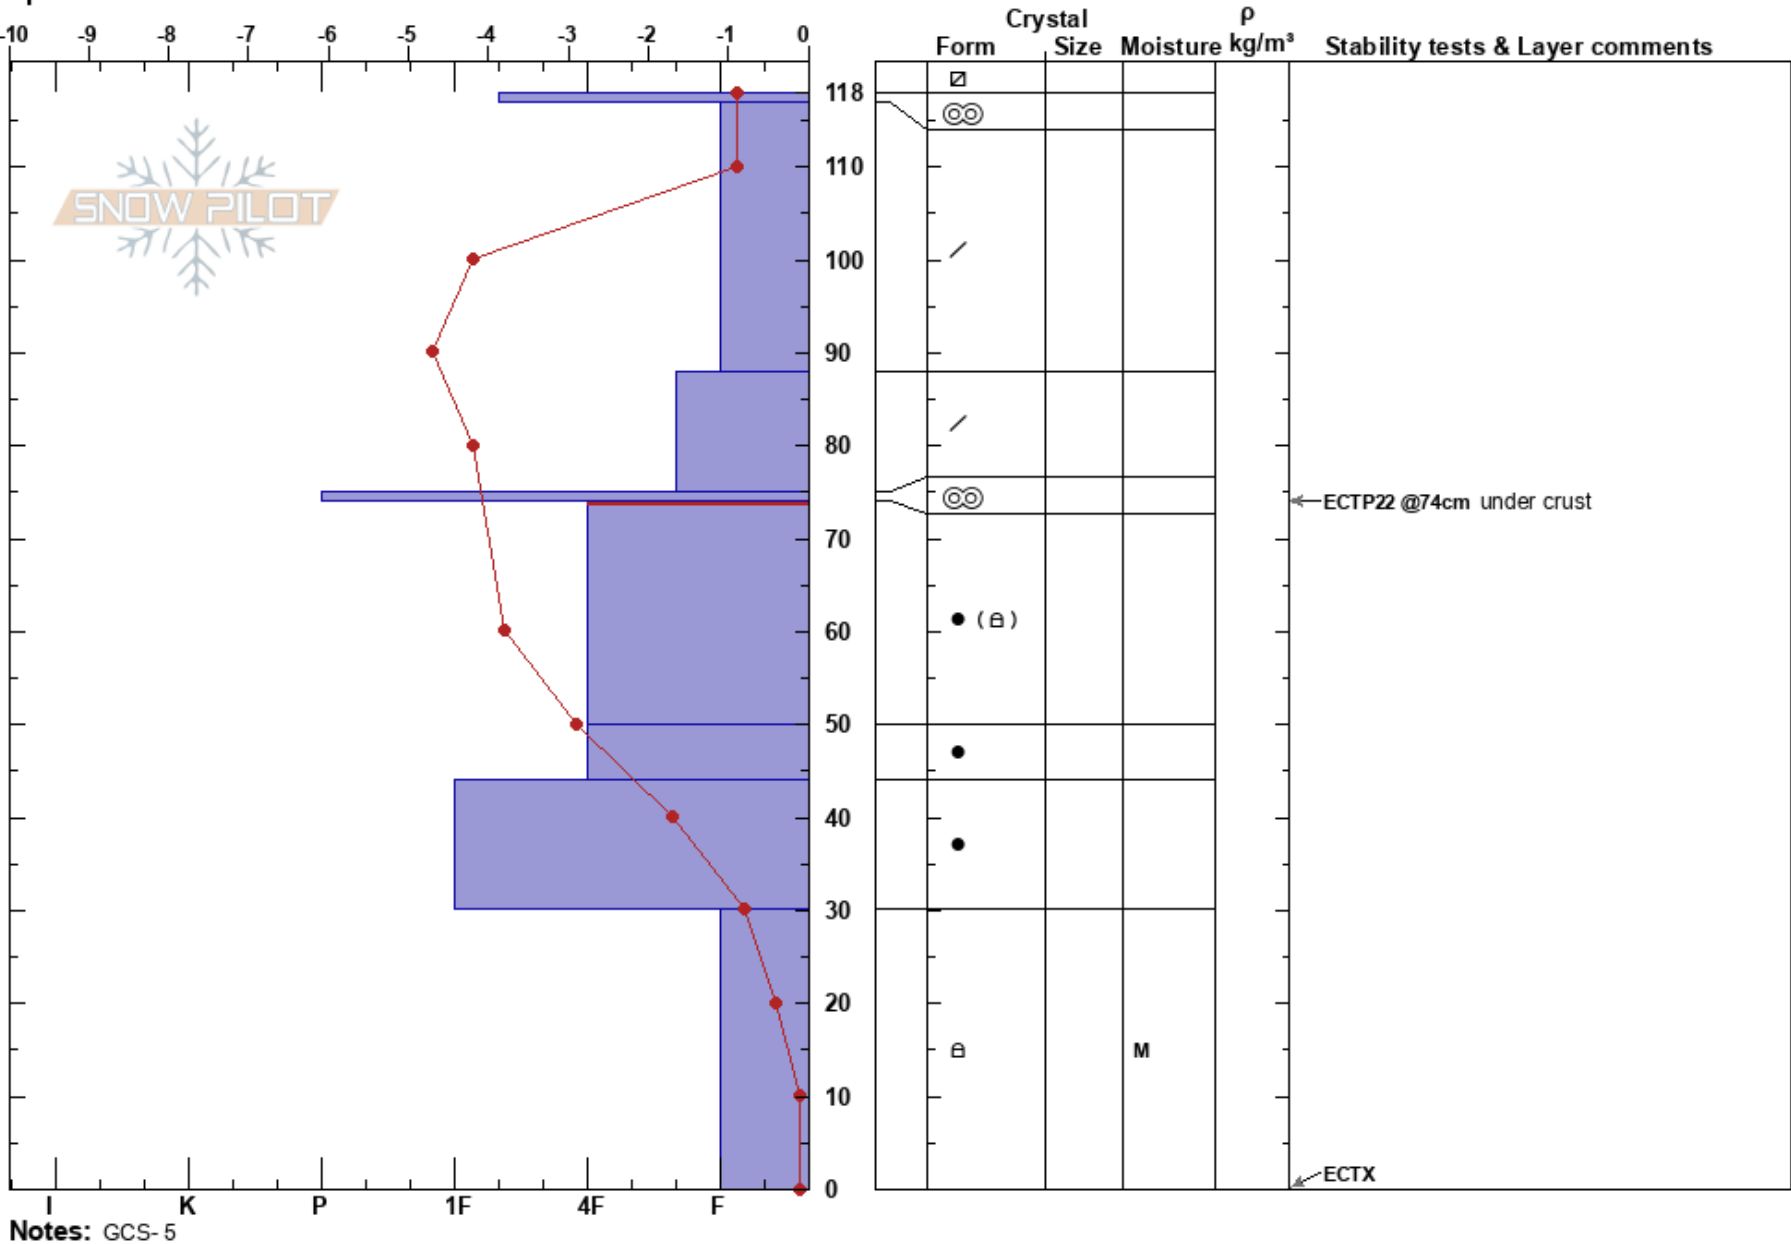 Crystal ρ
-10 -9 -8 -7 -6 -5 -4 -3 -2 -1 0 Form Size Moisture kg/m³ Stability tests & Layer comments
118
SNOW PILOT
110
100
90
80
ECTP22 @74cm under crust
70
60 ● (
)
50
40
30
20
M
10
ECTX
0
I K P 1F 4F F
Notes: GCS- 5